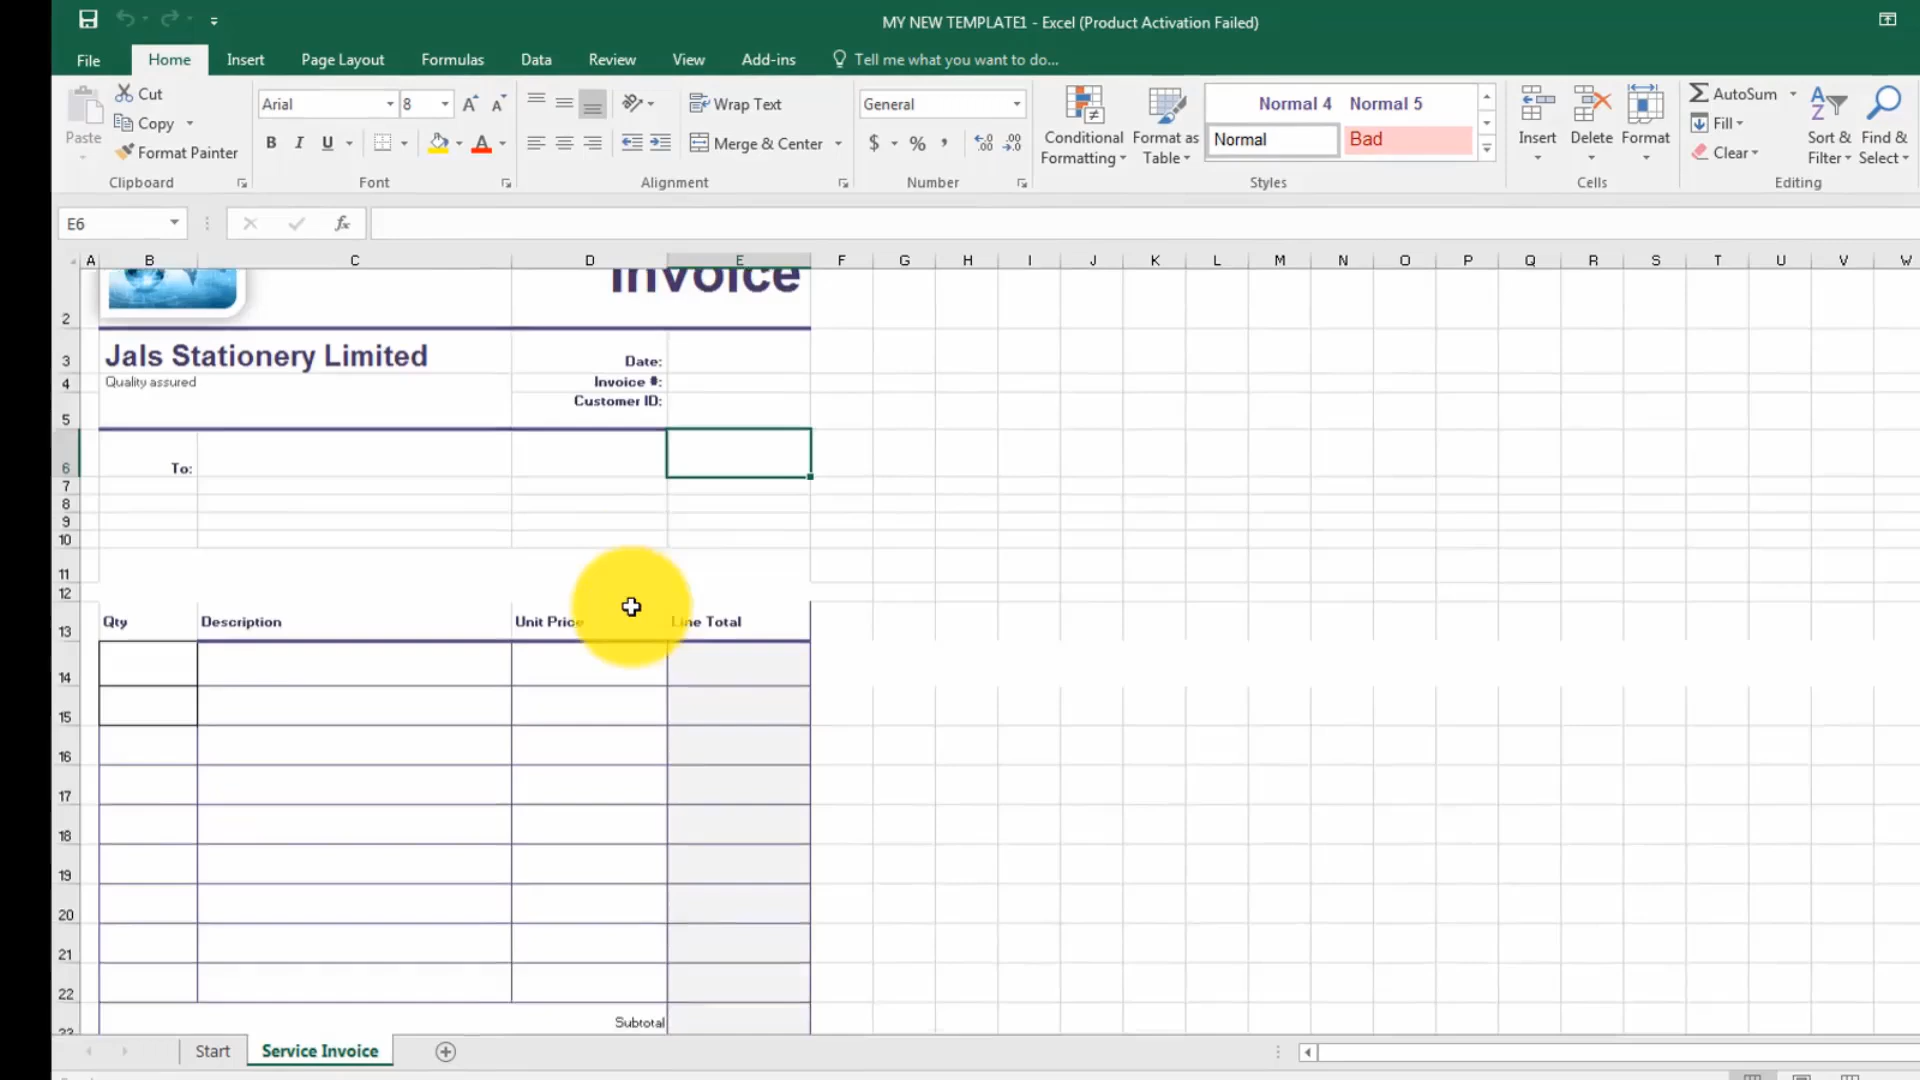 MY NEW TEMPLATE1 - Excel (Product Activation Failed)
File Home Insert Page Layout Formulas Data Review View Add-ins Tell me what you want to do...
Paste
Cut
Copy
Format Painter
Clipboard
Arial 8
B I U
Font
Wrap Text
Merge & Center
Alignment
General
$ % ,
Number
Conditional Formatting
Format as Table
Normal 4 Normal 5
Normal Bad
Styles
Insert Delete Format
Cells
AutoSum
Fill
Clear
Sort & Filter
Find & Select
Editing
E6 fx
A B C D E F G H I J K L M N O P Q R S T U V W
2 Invoice
3 Jals Stationery Limited Date:
4 Quality assured Invoice #:
Customer ID:
5
6 To:
7
8
9
10
11
12
13 Qty Description Unit Price Line Total
14
15
16
17
18
19
20
21
22
23 Subtotal
Start Service Invoice